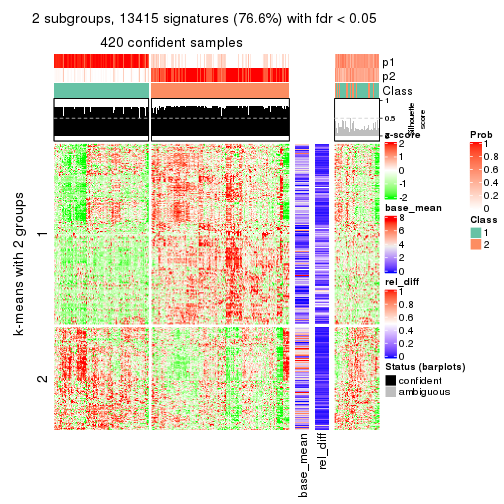 2 subgroups, 13415 signatures (76.6%) with fdr < 0.05
420 confident samples
p1
p2
Class
1
0.5
0
Silhouette
score
z-score
2
1
0
-1
-2
base_mean
8
6
4
2
0
rel_diff
1
0.8
0.6
0.4
0.2
0
Status (barplots)
confident
ambiguous
Prob
1
0.8
0.6
0.4
0.2
0
Class
1
2
k-means with 2 groups
1
2
base_mean
rel_diff